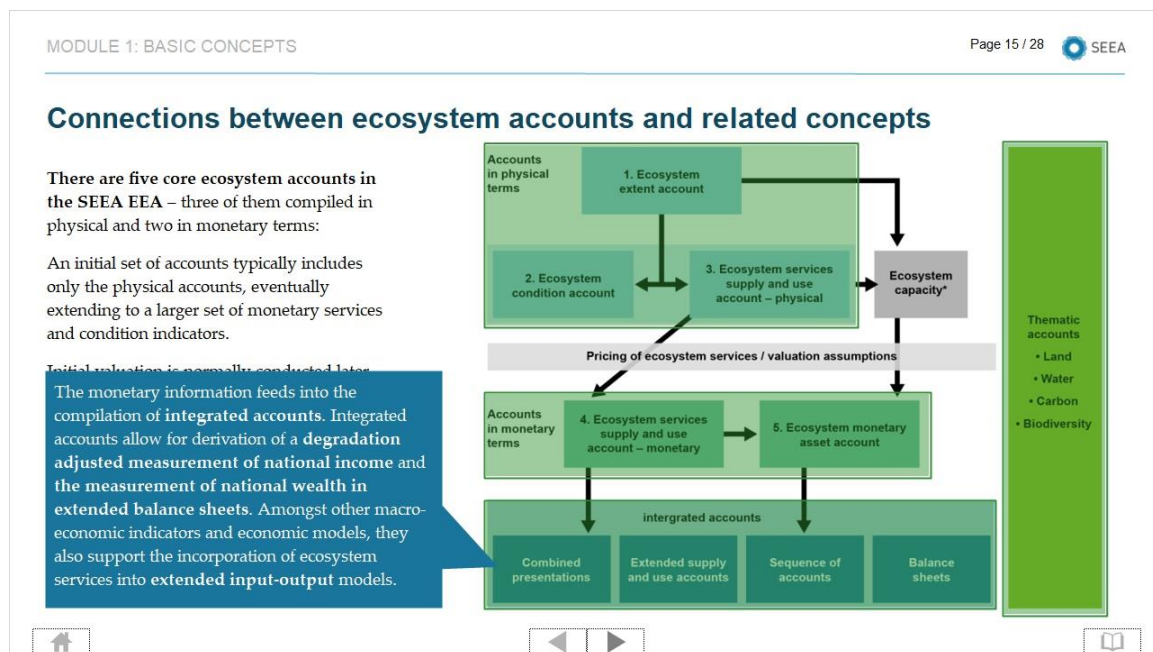 MODULE 1: BASIC CONCEPTS
Page 15 / 28
SEEA
Connections between ecosystem accounts and related concepts
There are five core ecosystem accounts in
the SEEA EEA – three of them compiled in
physical and two in monetary terms:
An initial set of accounts typically includes
only the physical accounts, eventually
extending to a larger set of monetary services
and condition indicators.
Initial valuation is normally conducted later
The monetary information feeds into the
compilation of integrated accounts. Integrated
accounts allow for derivation of a degradation
adjusted measurement of national income and
the measurement of national wealth in
extended balance sheets. Amongst other macro-
economic indicators and economic models, they
also support the incorporation of ecosystem
services into extended input-output models.
Accounts
in physical
terms
1. Ecosystem
extent account
2. Ecosystem
condition account
3. Ecosystem services
supply and use
account – physical
Ecosystem
capacity*
Pricing of ecosystem services / valuation assumptions
Accounts
in monetary
terms
4. Ecosystem services
supply and use
account – monetary
5. Ecosystem monetary
asset account
intergrated accounts
Combined
presentations
Extended supply
and use accounts
Sequence of
accounts
Balance
sheets
Thematic
accounts
• Land
• Water
• Carbon
• Biodiversity